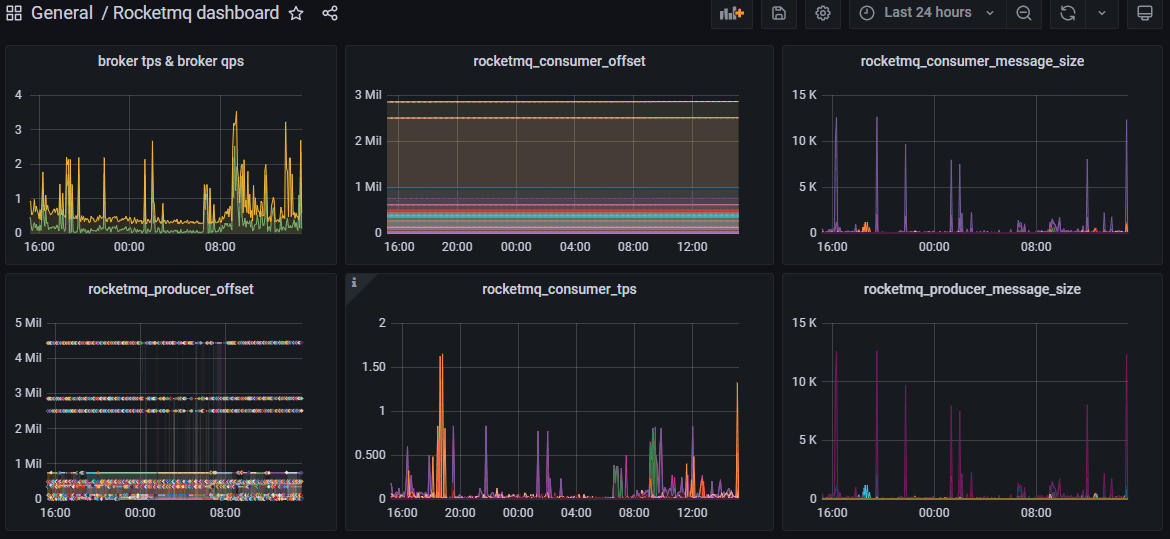 General / Rocketmq dashboard
Last 24 hours
broker tps & broker qps
4
3
2
1
0
16:00 00:00 08:00
rocketmq_consumer_offset
3 Mil
2 Mil
1 Mil
0
16:00 20:00 00:00 04:00 08:00 12:00
rocketmq_consumer_message_size
15 K
10 K
5 K
0
16:00 00:00 08:00
rocketmq_producer_offset
5 Mil
4 Mil
3 Mil
2 Mil
1 Mil
0
16:00 00:00 08:00
i
rocketmq_consumer_tps
2
1.50
1
0.500
0
16:00 20:00 00:00 04:00 08:00 12:00
rocketmq_producer_message_size
15 K
10 K
5 K
0
16:00 00:00 08:00